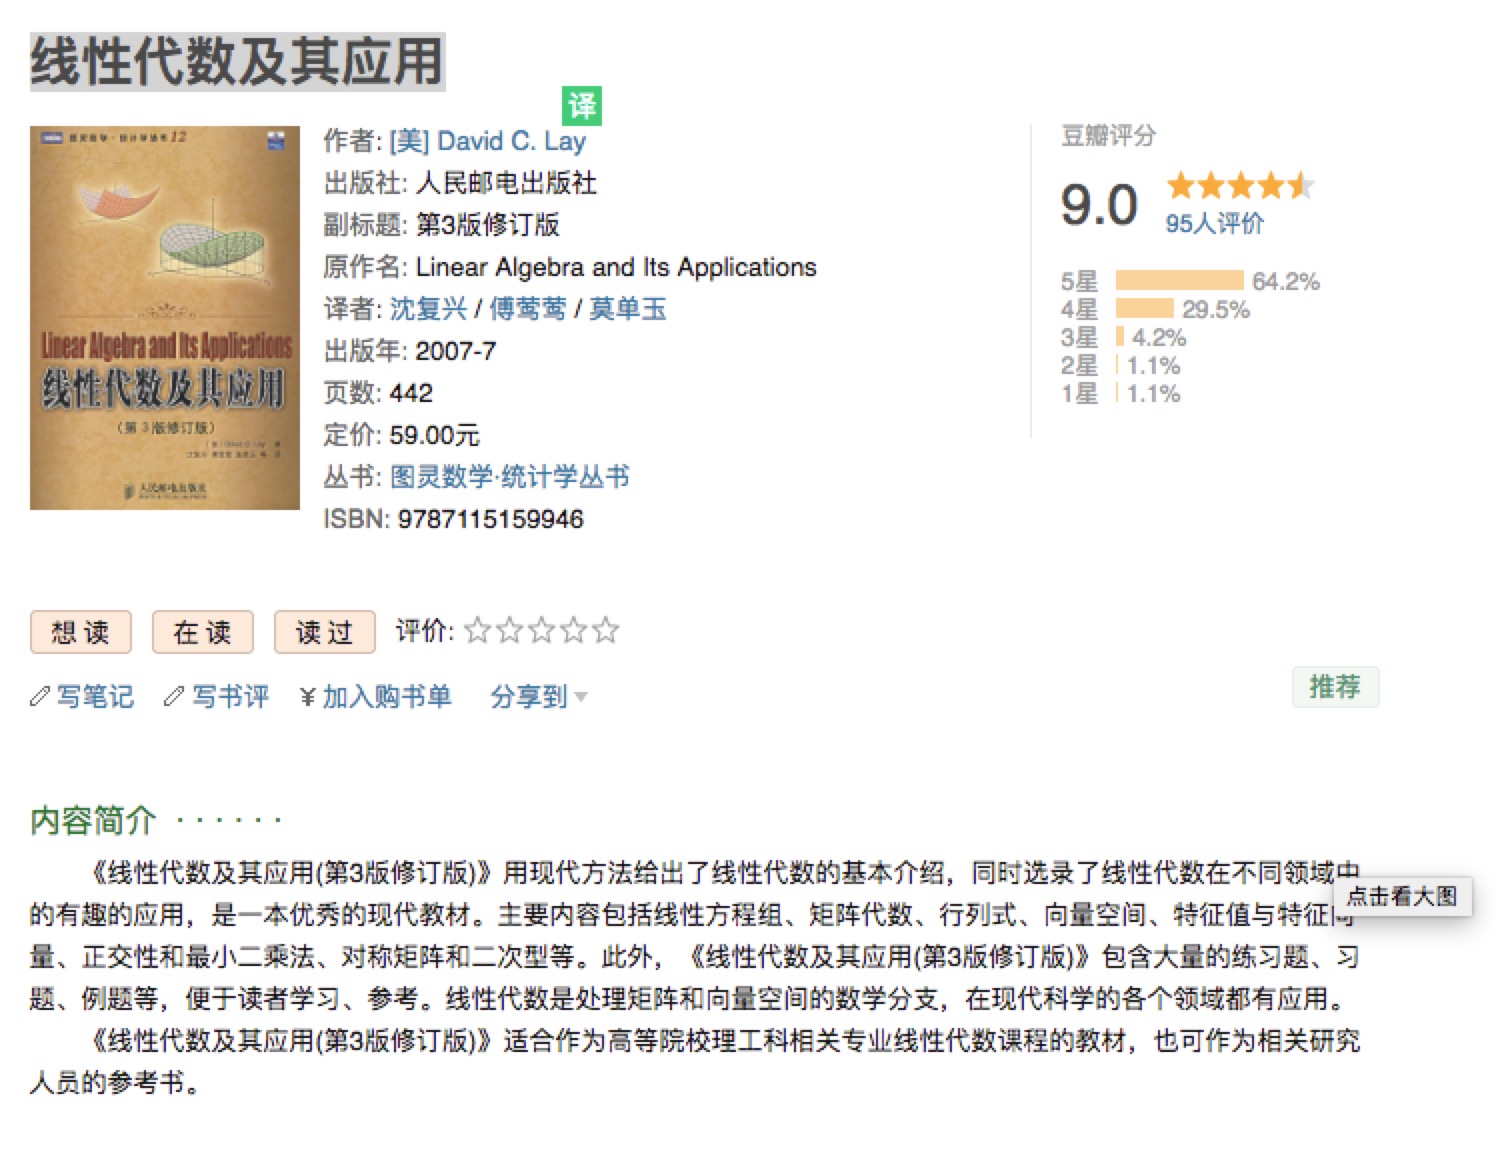 线性代数及其应用
译
图灵数学·统计学丛书12
Linear Algebra and Its Applications
线性代数及其应用
(第3版修订版)
[美] David C. Lay 著
人民邮电出版社
作者: [美] David C. Lay
出版社: 人民邮电出版社
副标题: 第3版修订版
原作名: Linear Algebra and Its Applications
译者: 沈复兴 / 傅莺莺 / 莫单玉
出版年: 2007-7
页数: 442
定价: 59.00元
丛书: 图灵数学·统计学丛书
ISBN: 9787115159946
豆瓣评分
9.0
95人评价
5星 64.2%
4星 29.5%
3星 4.2%
2星 1.1%
1星 1.1%
想读 在读 读过 评价:
写笔记 写书评 ¥加入购书单 分享到
推荐
内容简介 · · · · · ·
《线性代数及其应用(第3版修订版)》用现代方法给出了线性代数的基本介绍，同时选录了线性代数在不同领域中
点击看大图
的有趣的应用，是一本优秀的现代教材。主要内容包括线性方程组、矩阵代数、行列式、向量空间、特征值与特征向
量、正交性和最小二乘法、对称矩阵和二次型等。此外，《线性代数及其应用(第3版修订版)》包含大量的练习题、习
题、例题等，便于读者学习、参考。线性代数是处理矩阵和向量空间的数学分支，在现代科学的各个领域都有应用。
《线性代数及其应用(第3版修订版)》适合作为高等院校理工科相关专业线性代数课程的教材，也可作为相关研究
人员的参考书。